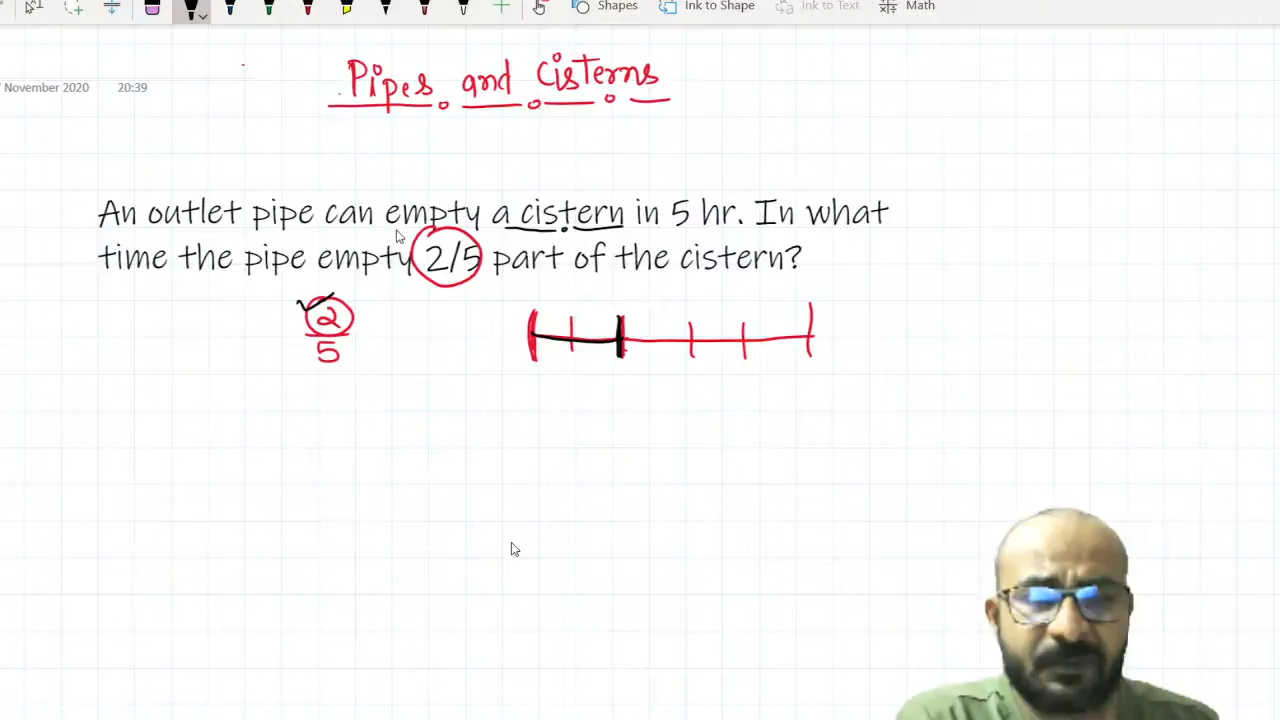 Shapes Ink to Shape Ink to Text Math
Pipes and Cisterns
November 2020 20:39
An outlet pipe can empty a cistern in 5 hr. In what
time the pipe empty 2/5 part of the cistern?
2
5